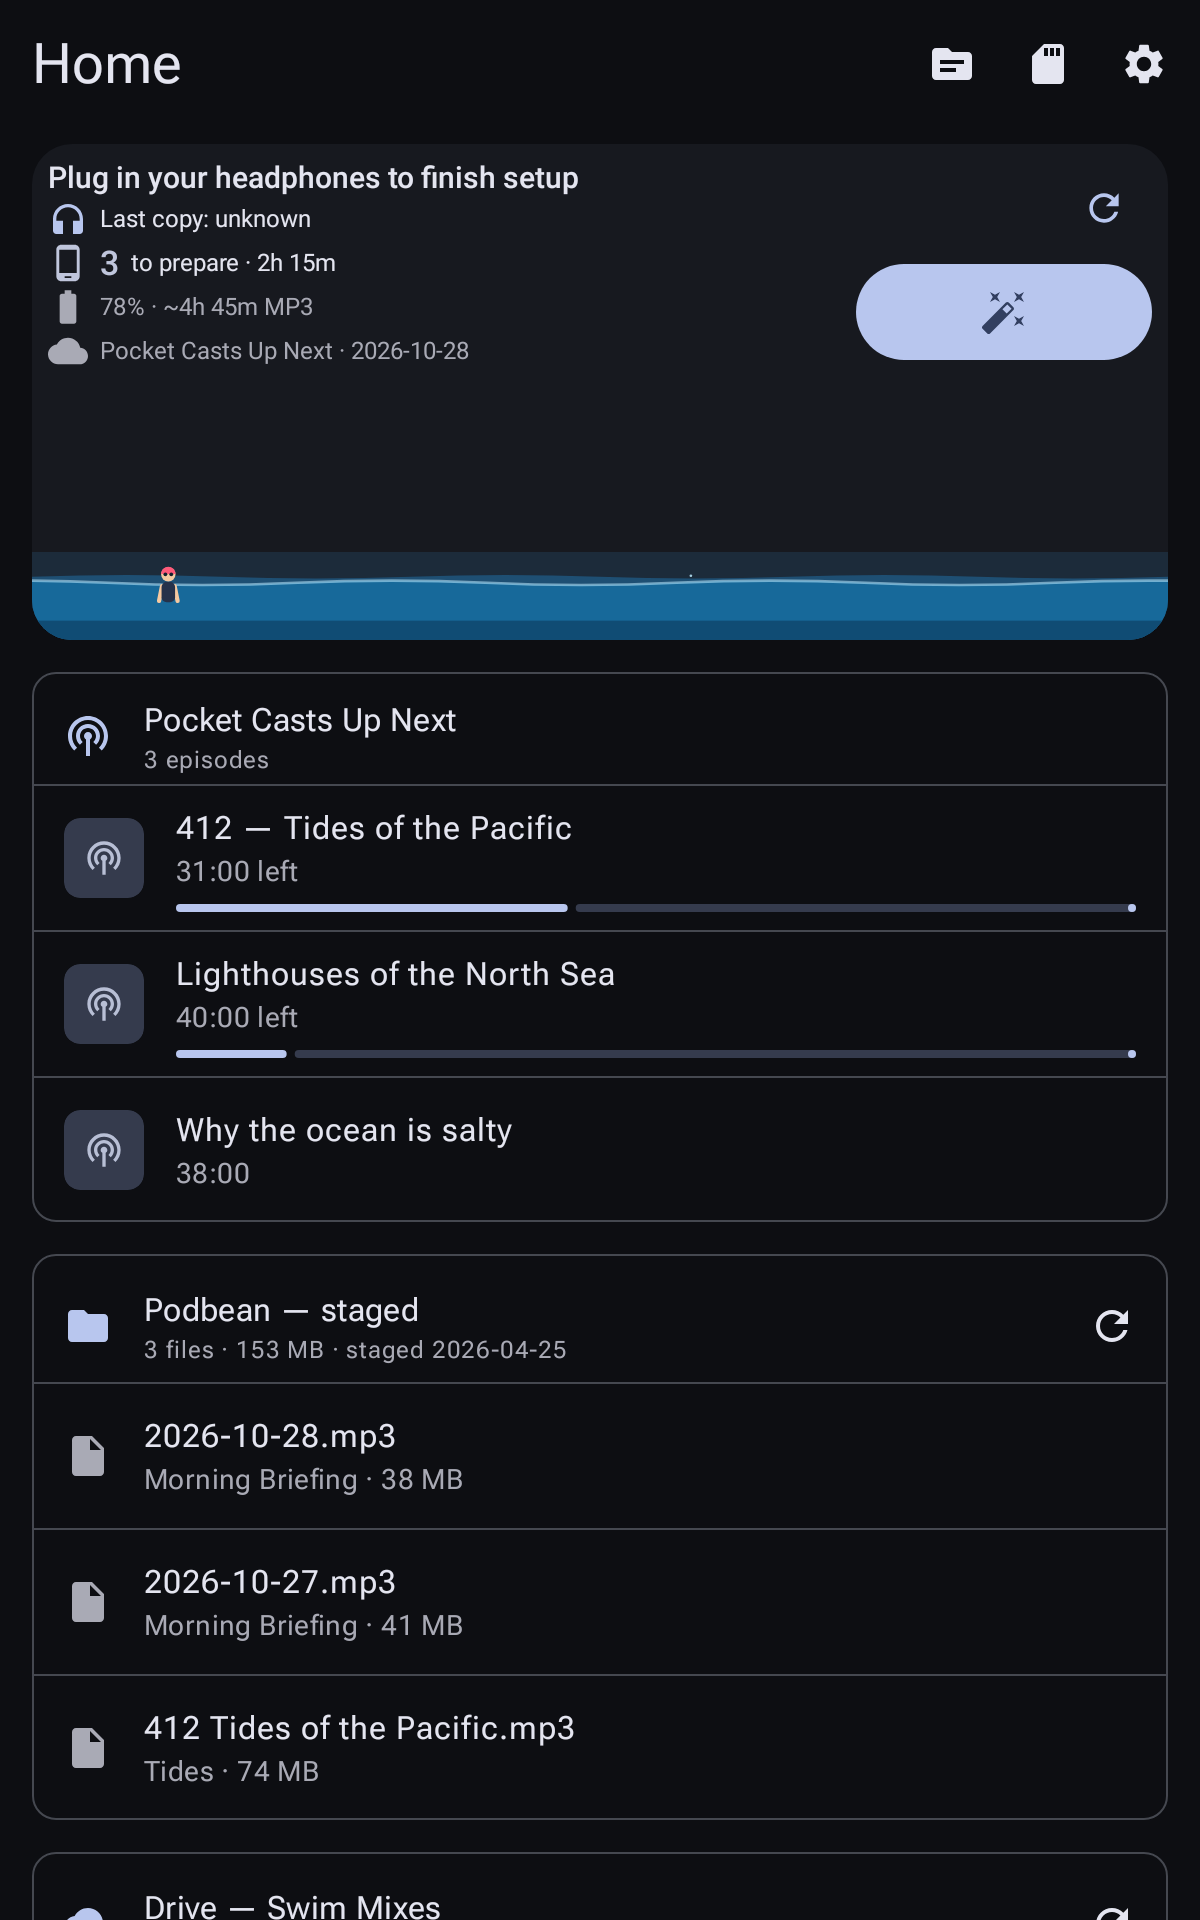 Home
Plug in your headphones to finish setup
Last copy: unknown
3 to prepare · 2h 15m
78% · ~4h 45m MP3
Pocket Casts Up Next · 2026-10-28
Pocket Casts Up Next
3 episodes
412 — Tides of the Pacific
31:00 left
Lighthouses of the North Sea
40:00 left
Why the ocean is salty
38:00
Podbean — staged
3 files · 153 MB · staged 2026-04-25
2026-10-28.mp3
Morning Briefing · 38 MB
2026-10-27.mp3
Morning Briefing · 41 MB
412 Tides of the Pacific.mp3
Tides · 74 MB
Drive — Swim Mixes